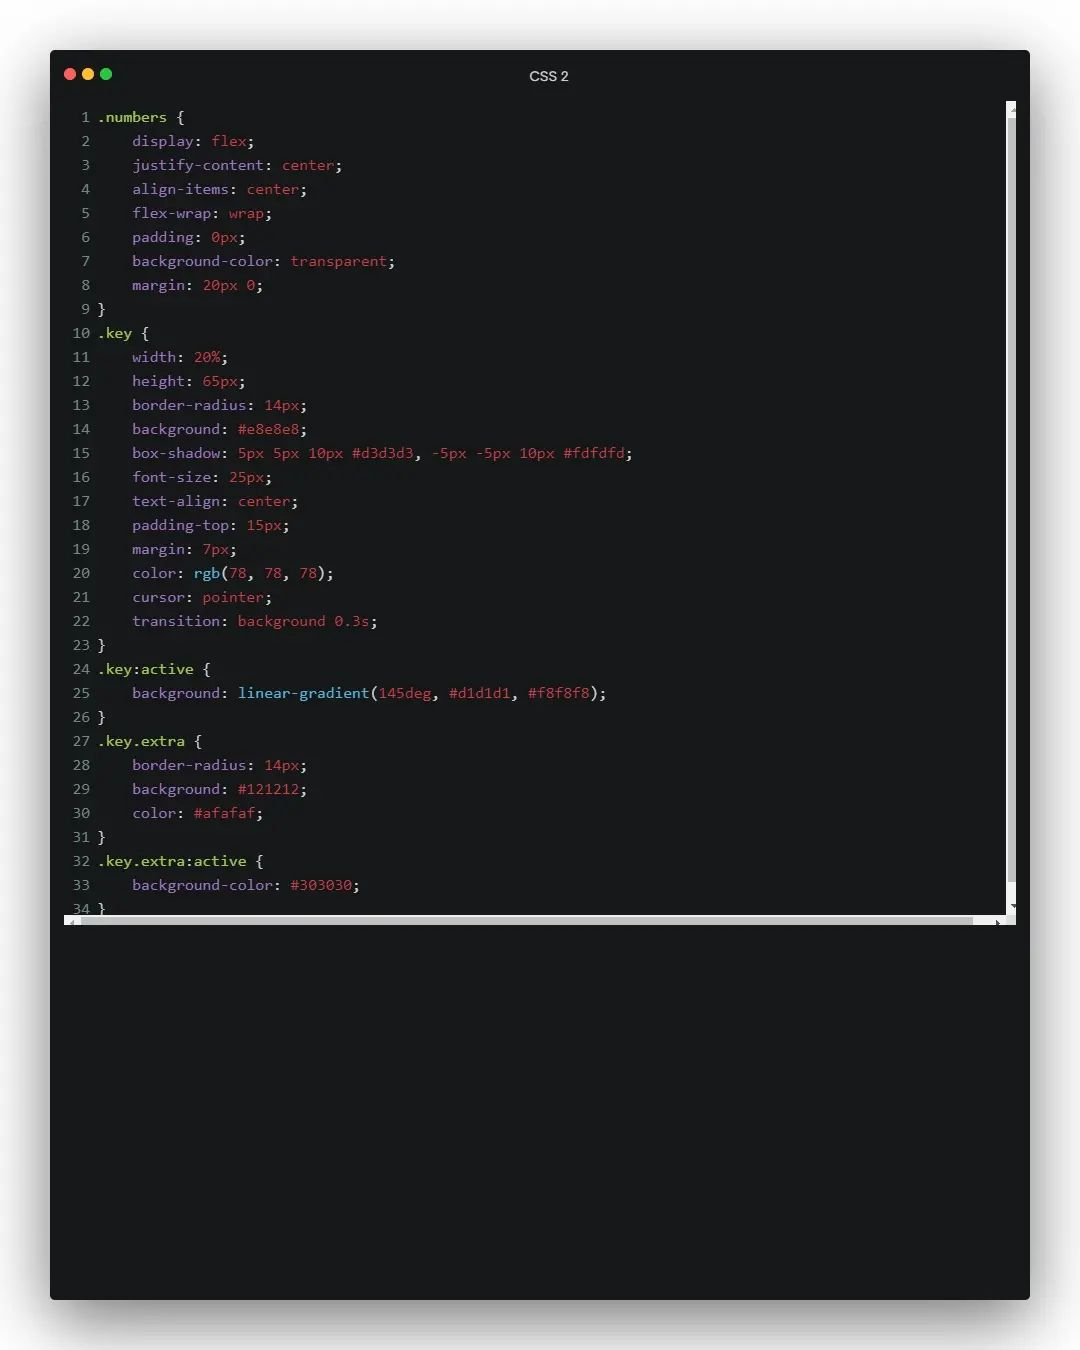 CSS 2
1 .numbers {
2     display: flex;
3     justify-content: center;
4     align-items: center;
5     flex-wrap: wrap;
6     padding: 0px;
7     background-color: transparent;
8     margin: 20px 0;
9 }
10 .key {
11     width: 20%;
12     height: 65px;
13     border-radius: 14px;
14     background: #e8e8e8;
15     box-shadow: 5px 5px 10px #d3d3d3, -5px -5px 10px #fdfdfd;
16     font-size: 25px;
17     text-align: center;
18     padding-top: 15px;
19     margin: 7px;
20     color: rgb(78, 78, 78);
21     cursor: pointer;
22     transition: background 0.3s;
23 }
24 .key:active {
25     background: linear-gradient(145deg, #d1d1d1, #f8f8f8);
26 }
27 .key.extra {
28     border-radius: 14px;
29     background: #121212;
30     color: #afafaf;
31 }
32 .key.extra:active {
33     background-color: #303030;
34 }